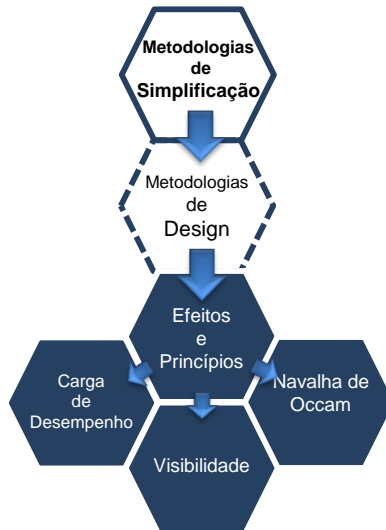 Metodologias
de
Simplificação
Metodologias
de
Design
Efeitos
e
Princípios
Carga
de
Desempenho
Navalha de
Occam
Visibilidade